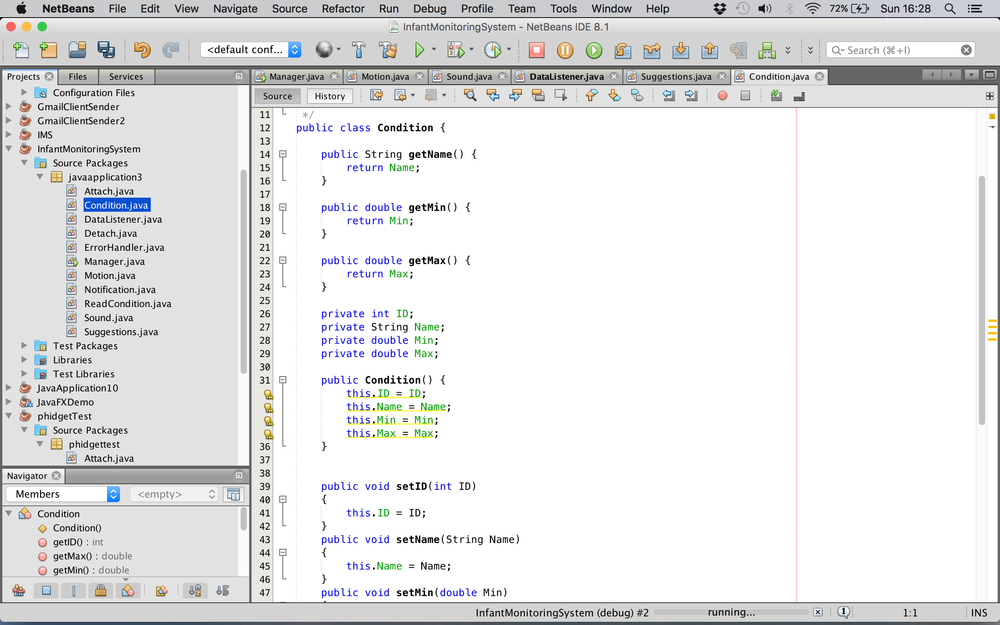 NetBeans File Edit View Navigate Source Refactor Run Debug Profile Team Tools Window Help 72% Sun 16:28
InfantMonitoringSystem - NetBeans IDE 8.1
<default conf... Search (⌘+I)
Projects Files Services
Configuration Files
GmailClientSender
GmailClientSender2
IMS
InfantMonitoringSystem
Source Packages
javaapplication3
Attach.java
Condition.java
DataListener.java
Detach.java
ErrorHandler.java
Manager.java
Motion.java
Notification.java
ReadCondition.java
Sound.java
Suggestions.java
Test Packages
Libraries
Test Libraries
JavaApplication10
JavaFXDemo
phidgetTest
Source Packages
phidgettest
Attach.java
Navigator
Members <empty>
Condition
Condition()
getID() : int
getMax() : double
getMin() : double
Manager.java Motion.java Sound.java DataListener.java Suggestions.java Condition.java
Source History
11 */
12 public class Condition {
13
14 public String getName() {
15 return Name;
16 }
17
18 public double getMin() {
19 return Min;
20 }
21
22 public double getMax() {
23 return Max;
24 }
25
26 private int ID;
27 private String Name;
28 private double Min;
29 private double Max;
30
31 public Condition() {
this.ID = ID;
this.Name = Name;
this.Min = Min;
this.Max = Max;
36 }
37
38
39 public void setID(int ID)
40 {
41 this.ID = ID;
42 }
43 public void setName(String Name)
44 {
45 this.Name = Name;
46 }
47 public void setMin(double Min)
InfantMonitoringSystem (debug) #2 running... 1 1:1 INS